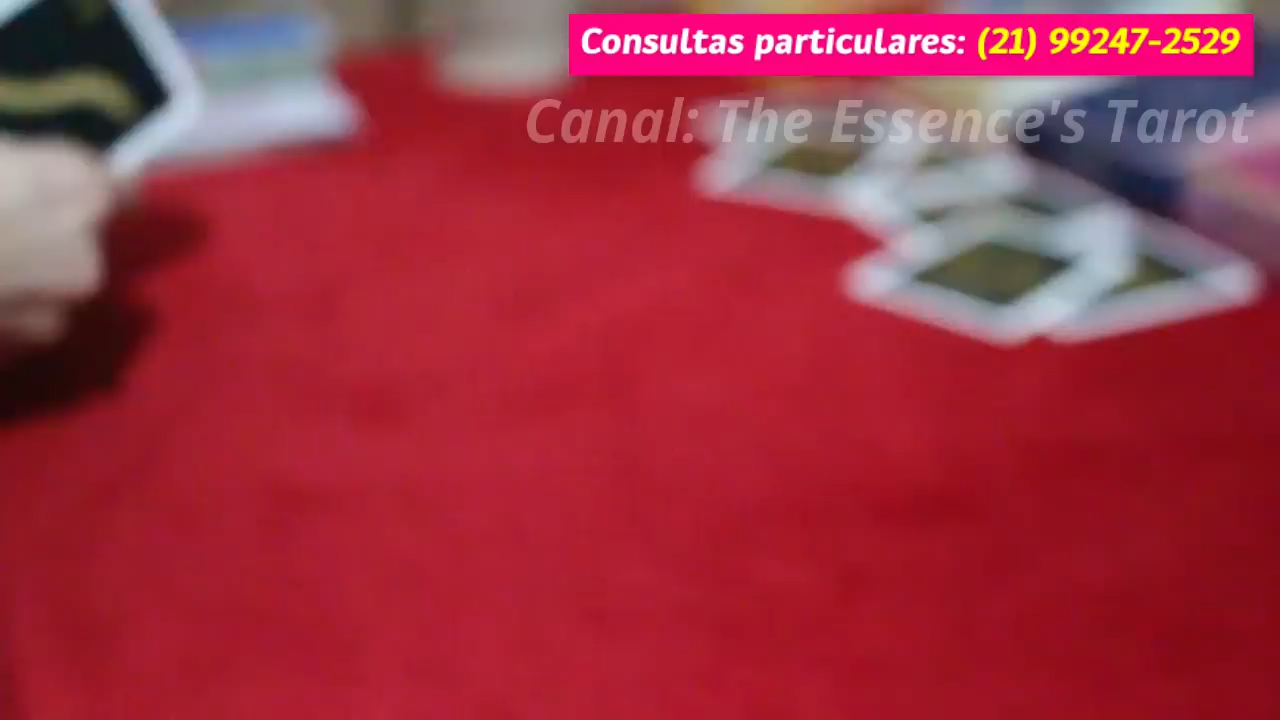 Consultas particulares: (21) 99247-2529
Canal: The Essence's Tarot